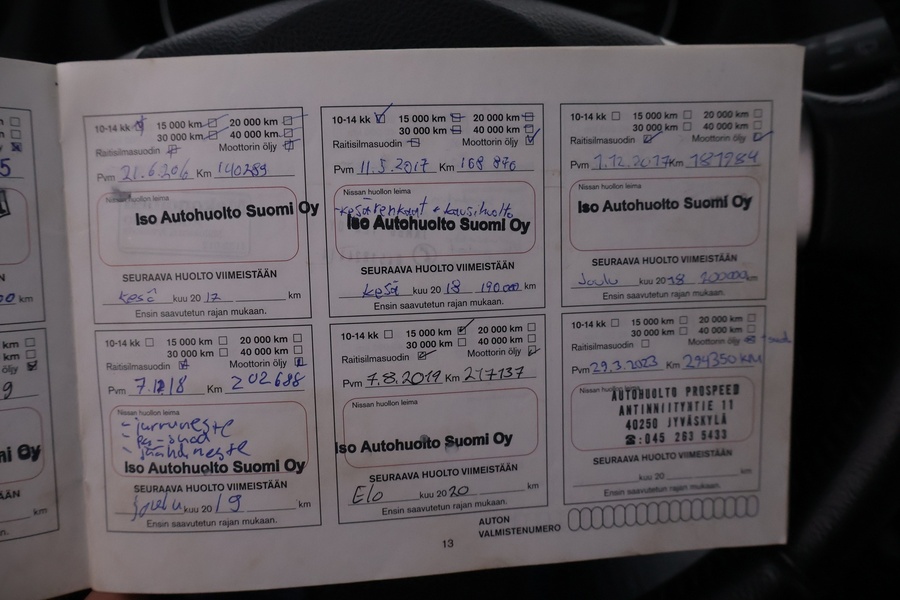 10-14 kk 15 000 km 20 000 km
30 000 km 40 000 km
Raitisilmasuodin Moottorin öljy
Pvm 21.6.206 Km 140289
Nissan huollon leima
Iso Autohuolto Suomi Oy
SEURAAVA HUOLTO VIIMEISTÄÄN
kesä kuu 20 17 km
Ensin saavutetun rajan mukaan.
10-14 kk 15 000 km 20 000 km
30 000 km 40 000 km
Raitisilmasuodin Moottorin öljy
Pvm 11.5.2017 Km 168 876
Nissan huollon leima
-kesärenkaat + kausihuolto
Iso Autohuolto Suomi Oy
SEURAAVA HUOLTO VIIMEISTÄÄN
kesä kuu 20 18 190.000 km
Ensin saavutetun rajan mukaan.
10-14 kk 15 000 km 20 000 km
30 000 km 40 000 km
Raitisilmasuodin Moottorin öljy
Pvm 1.12.2017 Km 181984
Nissan huollon leima
Iso Autohuolto Suomi Oy
SEURAAVA HUOLTO VIIMEISTÄÄN
Joulu kuu 20 18 200000 km
Ensin saavutetun rajan mukaan.
10-14 kk 15 000 km 20 000 km
30 000 km 40 000 km
Raitisilmasuodin Moottorin öljy
Pvm Km 202688
Nissan huollon leima
- jarruneste
- jäähdneste
Iso Autohuolto Suomi Oy
SEURAAVA HUOLTO VIIMEISTÄÄN
kuu 20 19 km
Ensin saavutetun rajan mukaan.
10-14 kk 15 000 km 20 000 km
30 000 km 40 000 km
Raitisilmasuodin Moottorin öljy
Pvm 7.8.2019 Km 217137
Nissan huollon leima
Iso Autohuolto Suomi Oy
SEURAAVA HUOLTO VIIMEISTÄÄN
Elo kuu 20 20 km
Ensin saavutetun rajan mukaan.
10-14 kk 15 000 km 20 000 km
30 000 km 40 000 km
Raitisilmasuodin Moottorin öljy
Pvm 29.3.2023 Km 294350 KM
Nissan huollon leima
AUTOHUOLTO PROSPEED
ANTINNIITYNTIE 11
40250 JYVÄSKYLÄ
☎:045 263 5433
SEURAAVA HUOLTO VIIMEISTÄÄN
kuu 20 km
Ensin saavutetun rajan mukaan.
AUTON
VALMISTENUMERO
13